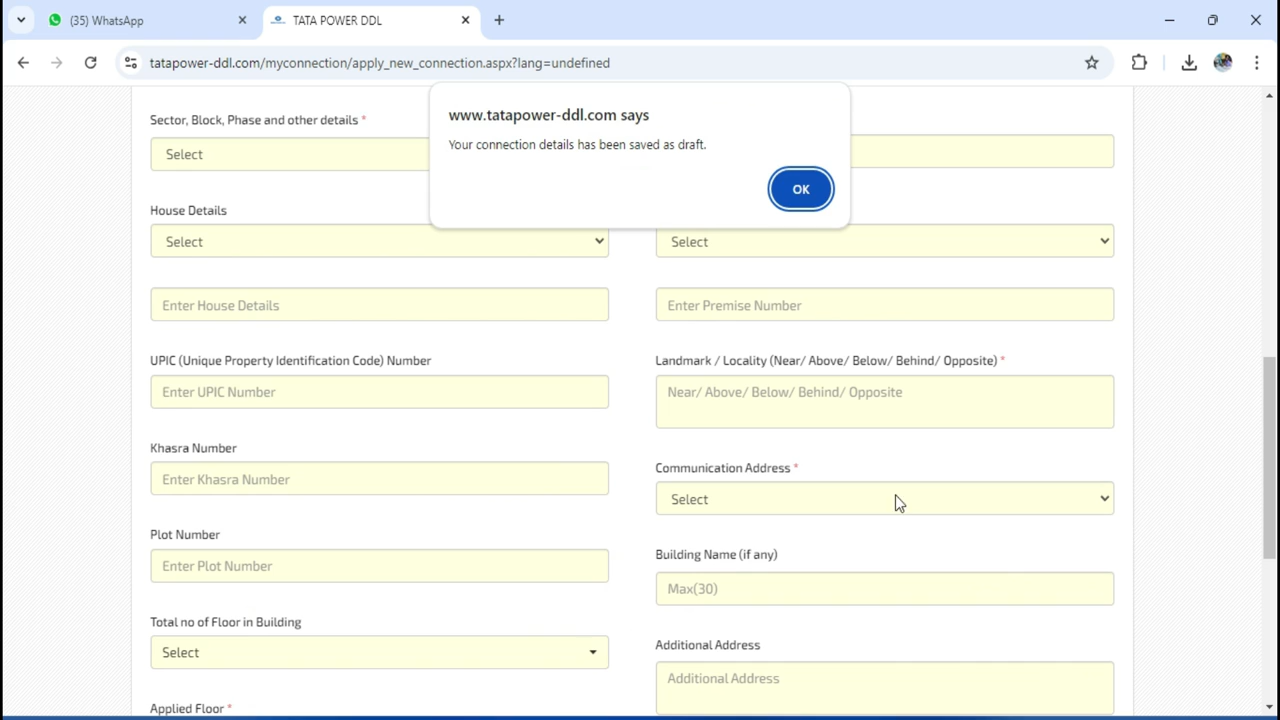 (35) WhatsApp
TATA POWER DDL
tatapower-ddl.com/myconnection/apply_new_connection.aspx?lang=undefined
www.tatapower-ddl.com says
Your connection details has been saved as draft.
OK
Sector, Block, Phase and other details *
Select
House Details
Select
Select
Enter House Details
Enter Premise Number
UPIC (Unique Property Identification Code) Number
Landmark / Locality (Near/ Above/ Below/ Behind/ Opposite) *
Enter UPIC Number
Near/ Above/ Below/ Behind/ Opposite
Khasra Number
Communication Address *
Enter Khasra Number
Select
Plot Number
Building Name (if any)
Enter Plot Number
Max(30)
Total no of Floor in Building
Additional Address
Select
Additional Address
Applied Floor *